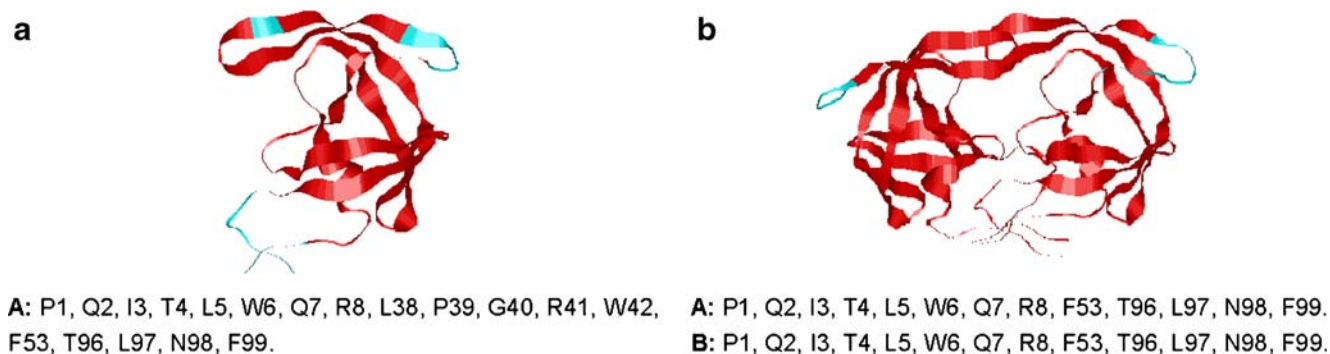 a
b
A: P1, Q2, I3, T4, L5, W6, Q7, R8, L38, P39, G40, R41, W42,
F53, T96, L97, N98, F99.
A: P1, Q2, I3, T4, L5, W6, Q7, R8, F53, T96, L97, N98, F99.
B: P1, Q2, I3, T4, L5, W6, Q7, R8, F53, T96, L97, N98, F99.